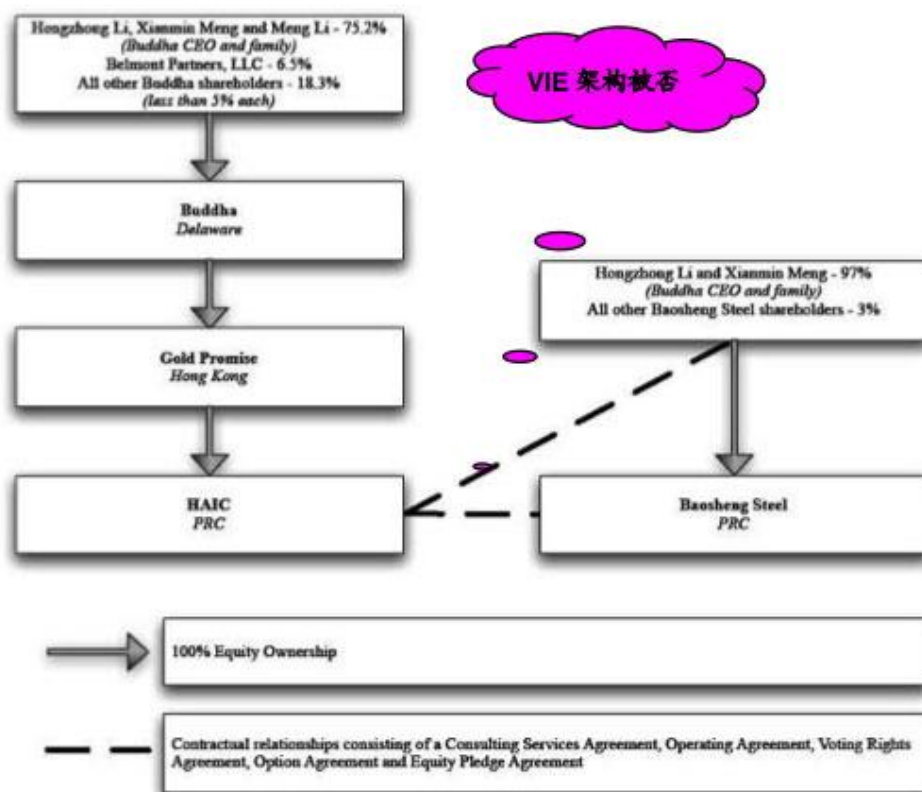 Hongzhong Li, Xianmin Meng and Meng Li - 75.2%
(Buddha CEO and family)
Belmont Partners, LLC - 6.5%
All other Buddha shareholders - 18.3%
(less than 5% each)
VIE 架构被否
Buddha
Delaware
Hongzhong Li and Xianmin Meng - 97%
(Buddha CEO and family)
All other Baosheng Steel shareholders - 3%
Gold Promise
Hong Kong
HAIC
PRC
Baosheng Steel
PRC
100% Equity Ownership
Contractual relationships consisting of a Consulting Services Agreement, Operating Agreement, Voting Rights
Agreement, Option Agreement and Equity Pledge Agreement